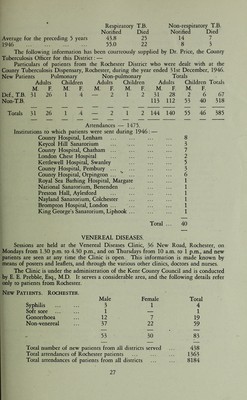 Respiratory T.B. Non-respiratory T.B.
Notified Died Notified Died
Average for the preceding 5 years 43.8 25 14 7
1946 55.0 22 8 5
The following information has been courteously supplied by Dr. Price, the County
Tuberculosis Officer for this District:—
Particulars of patients from the Rochester District who were dealt with at the
County Tuberculosis Dispensary, Rochester, during the year ended 31st December, 1946.
New Patients Pulmonary Non-pulmonary Totals
Adults Children Adults Children Adults Children Totals
M. F. M. F. M. F. M. F. M. F. M. F.
Def., T.B. 31 26 1 4 — 2 1 2 31 28 2 6 67
Non-T.B. 113 112 53 40 318
Totals 31 26 1 4 — 2 1 2 144 140 55 46 385
Attendances — 1675.
Institutions to which patients were sent during 1946:—
County Hospital, Lenham 8
Keycol Hill Sanatorium 3
County Hospital, Chatham 7
London Chest Hospital 2
Kettlewell Hospital, Swanley 5
County Hospital, Pembury 3
County Hospital, Orpington 6
Royal Sea Bathing Hospital, Margate 1
National Sanatorium, Benenden 1
Preston Hall, Aylesford 1
Nayland Sanatorium, Colchester 1
Brompton Hospital, London 1
King George's Sanatorium, Liphook 1
Total ... 40
VENEREAL DISEASES.
Sessions are held at the Venereal Diseases Clinic, 36 New Road, Rochester, on
Mondays from 1.30 p.m. to 4.30 p.m., and on Thursdays from 10 a.m. to 1 p.m., and new
patients are seen at any time the Clinic is open. This information is made known by
means of posters and leaflets, and through the various other clinics, doctors and nurses.
The Clinic is under the administration of the Kent County Council and is conducted
by E. E. Prebble, Esq., M.D. It serves a considerable area, and the following details refer
only to patients from Rochester.
New Patients. Rochester.
Male Female Total
Syphilis 3 1 4
Soft sore 1 — 1
Gonorrhoea 12 7 19
Non-venereal 37 22 59
53 30 83
Total number of new patients from all districts served 438
Total attendances of Rochester patients 1363
Total attendances of patients from all districts 8184
27